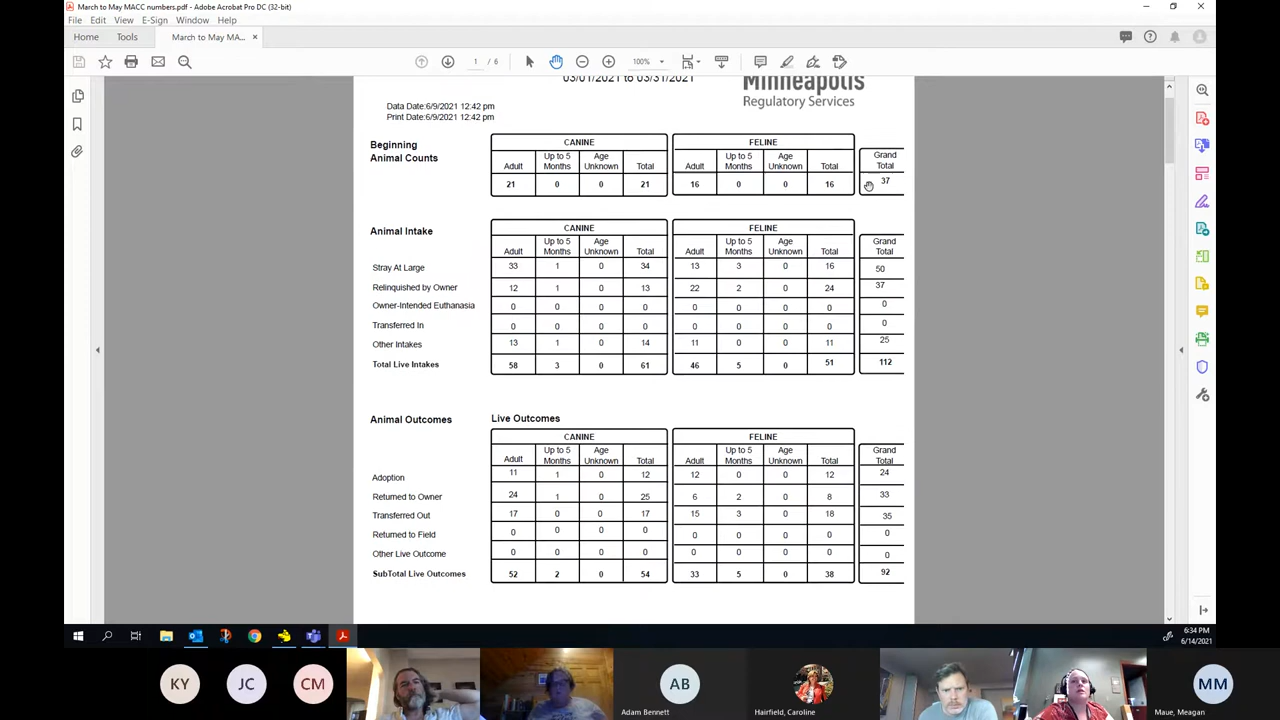 March to May MACC numbers.pdf - Adobe Acrobat Pro DC (32-bit)
File Edit View E-Sign Window Help
Home Tools March to May MA... ×
1 / 6 100%
03/01/2021 to 03/31/2021
Minneapolis
Regulatory Services
Data Date:6/9/2021 12:42 pm
Print Date:6/9/2021 12:42 pm
Beginning Animal Counts
CANINE FELINE
Adult Up to 5 Months Age Unknown Total Adult Up to 5 Months Age Unknown Total Grand Total
21 0 0 21 16 0 0 16 37
Animal Intake
CANINE FELINE
Adult Up to 5 Months Age Unknown Total Adult Up to 5 Months Age Unknown Total Grand Total
Stray At Large 33 1 0 34 13 3 0 16 50
Relinquished by Owner 12 1 0 13 22 2 0 24 37
Owner-Intended Euthanasia 0 0 0 0 0 0 0 0 0
Transferred In 0 0 0 0 0 0 0 0 0
Other Intakes 13 1 0 14 11 0 0 11 25
Total Live Intakes 58 3 0 61 46 5 0 51 112
Animal Outcomes Live Outcomes
CANINE FELINE
Adult Up to 5 Months Age Unknown Total Adult Up to 5 Months Age Unknown Total Grand Total
Adoption 11 1 0 12 12 0 0 12 24
Returned to Owner 24 1 0 25 6 2 0 8 33
Transferred Out 17 0 0 17 15 3 0 18 35
Returned to Field 0 0 0 0 0 0 0 0 0
Other Live Outcome 0 0 0 0 0 0 0 0 0
SubTotal Live Outcomes 52 2 0 54 33 5 0 38 92
6:34 PM
6/14/2021
KY JC CM AB MM
Adam Bennett Hairfield, Caroline Maue, Meagan